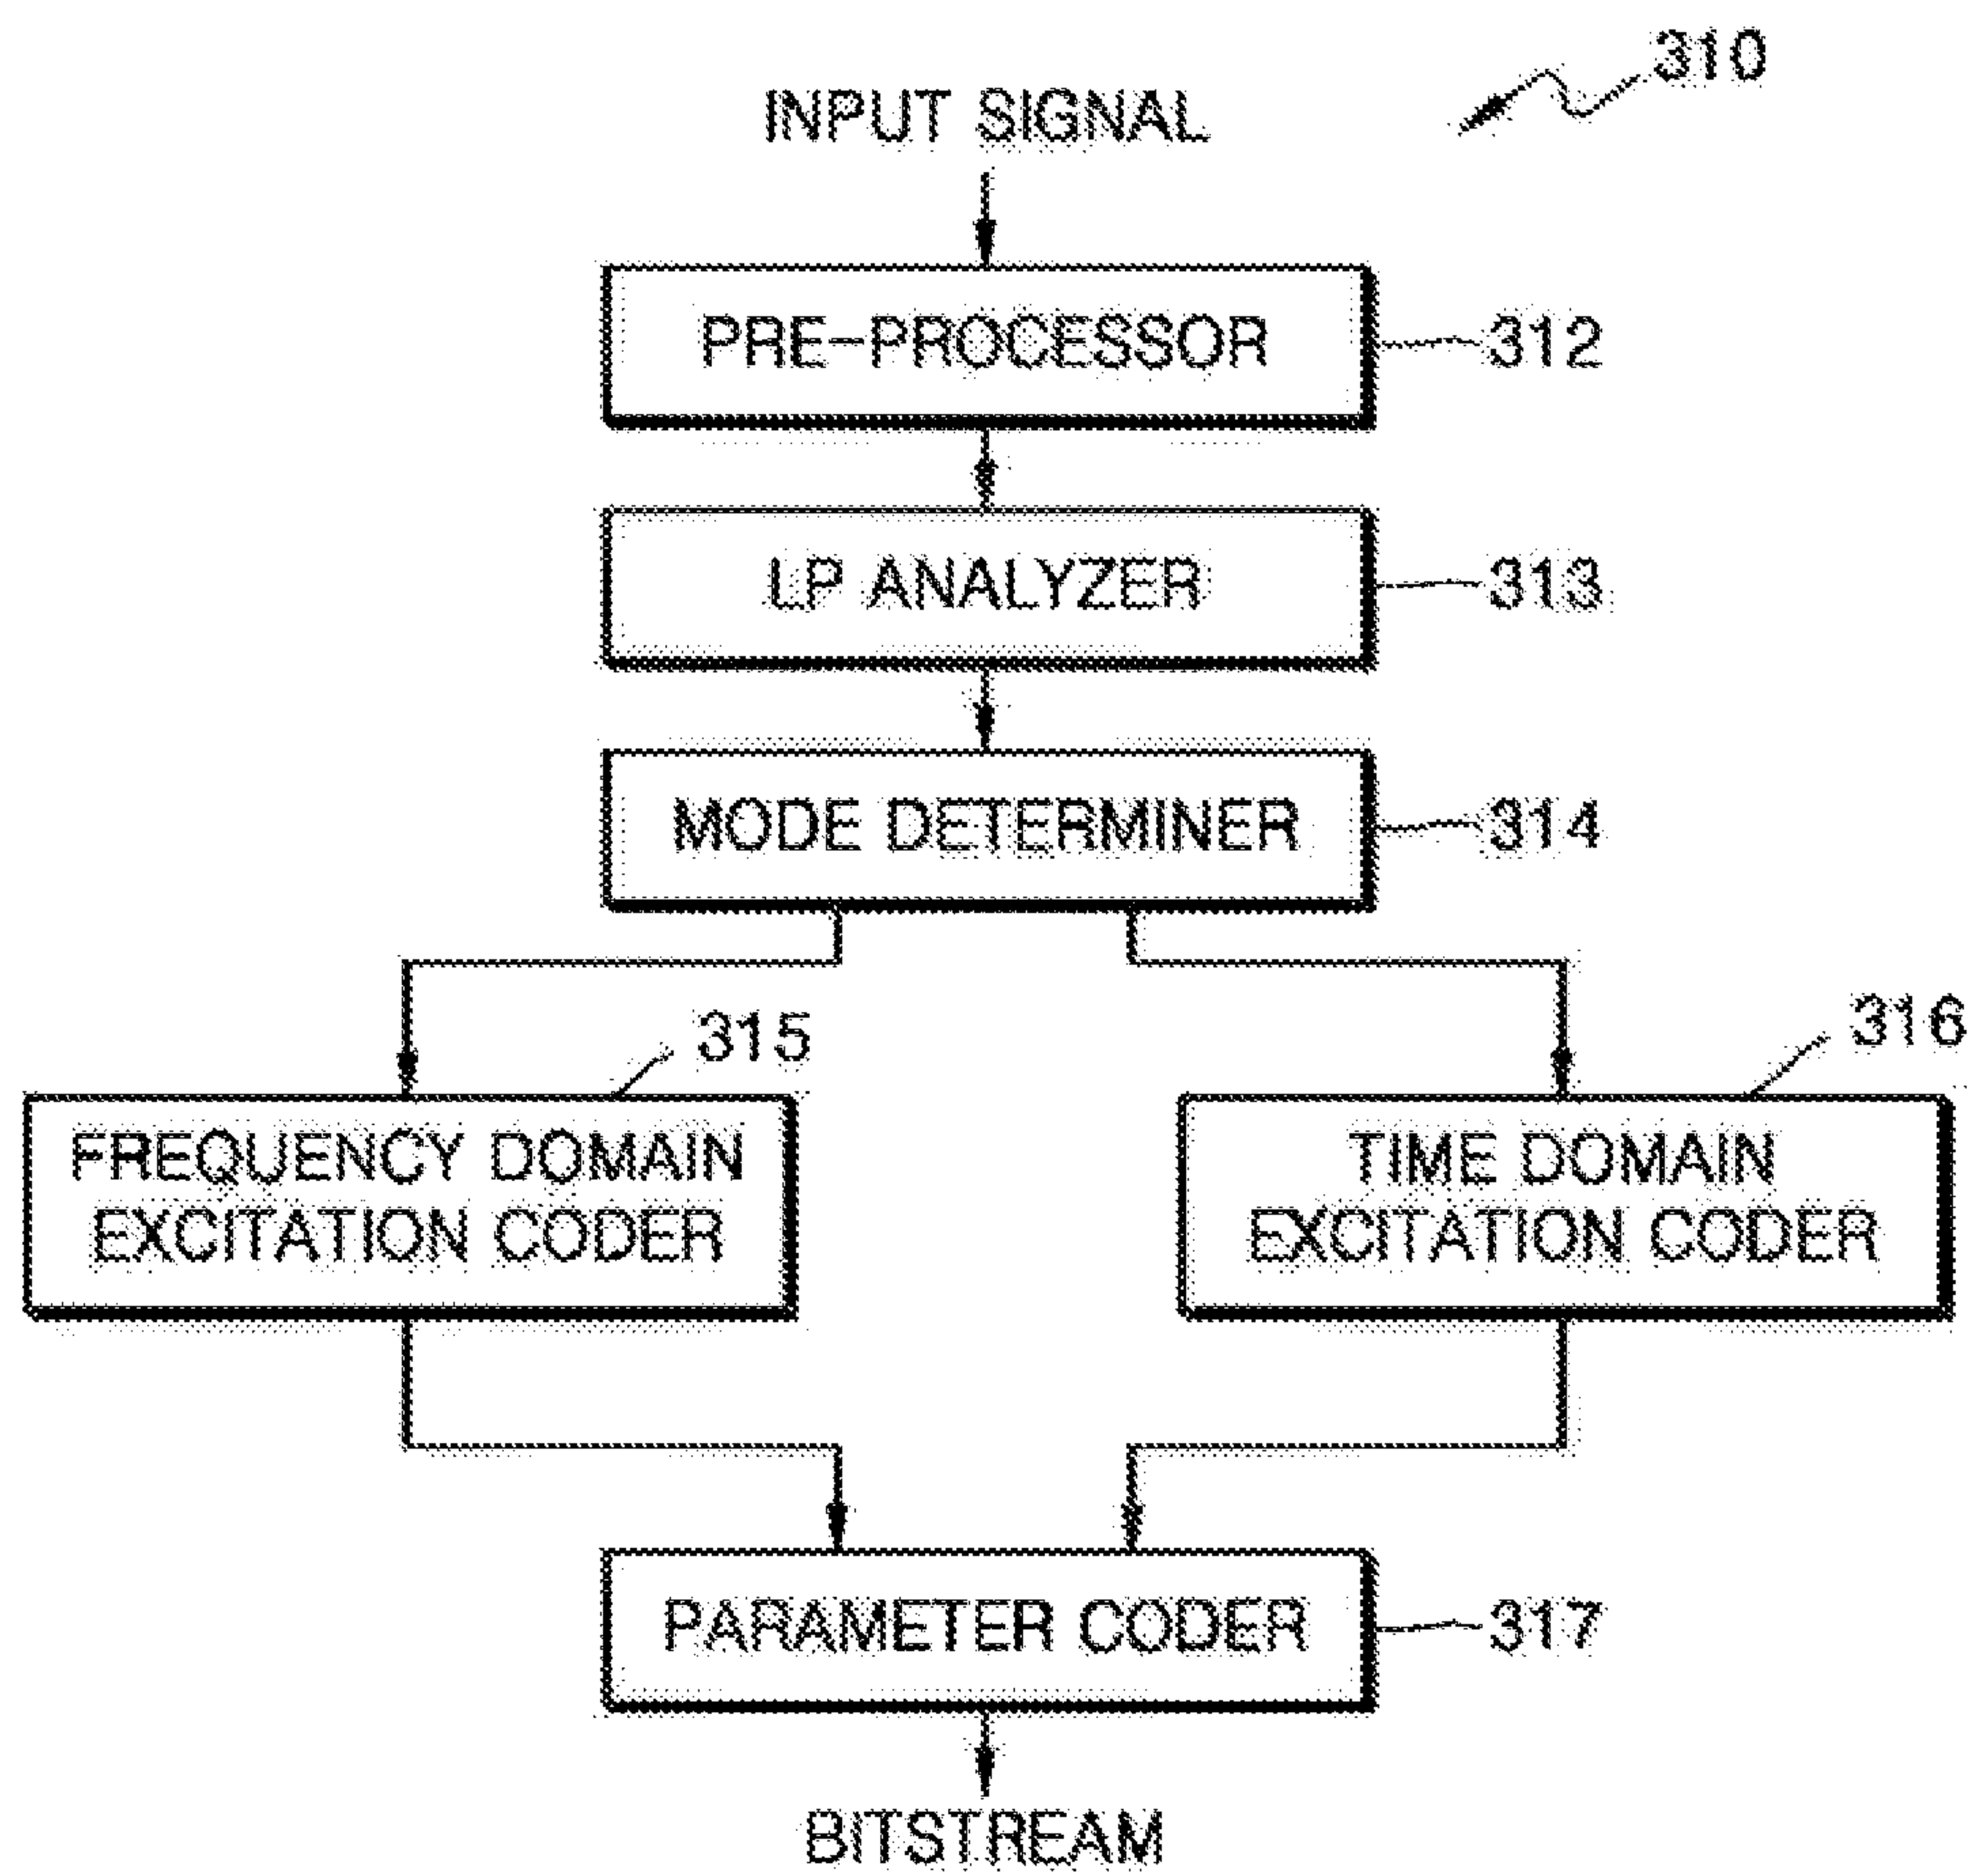 310
INPUT SIGNAL
PRE-PROCESSOR
312
LP ANALYZER
313
MODE DETERMINER
314
315
316
FREQUENCY DOMAIN
EXCITATION CODER
TIME DOMAIN
EXCITATION CODER
PARAMETER CODER
317
BITSTREAM